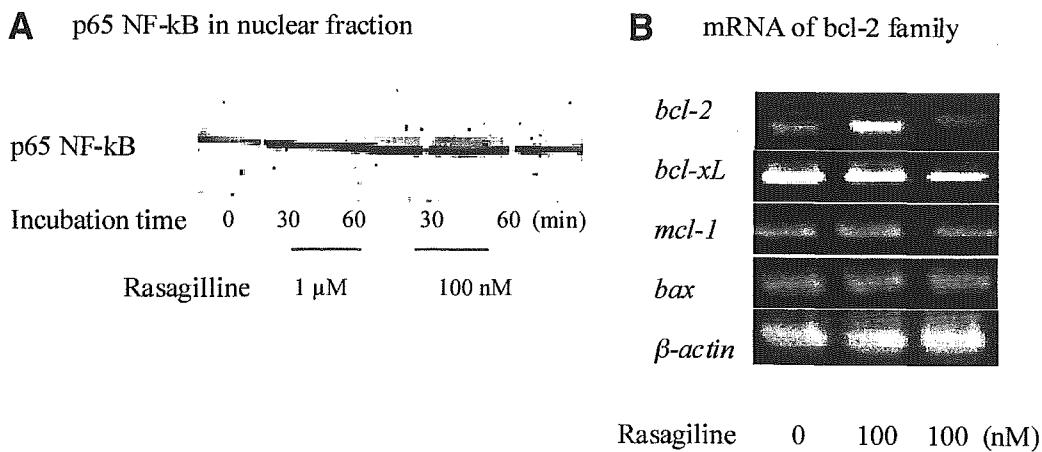 A p65 NF-kB in nuclear fraction
p65 NF-kB
Incubation time 0 30 60 30 60 (min)
Rasagilline 1 µM 100 nM
B mRNA of bcl-2 family
bcl-2
bcl-xL
mcl-1
bax
β-actin
Rasagiline 0 100 100 (nM)